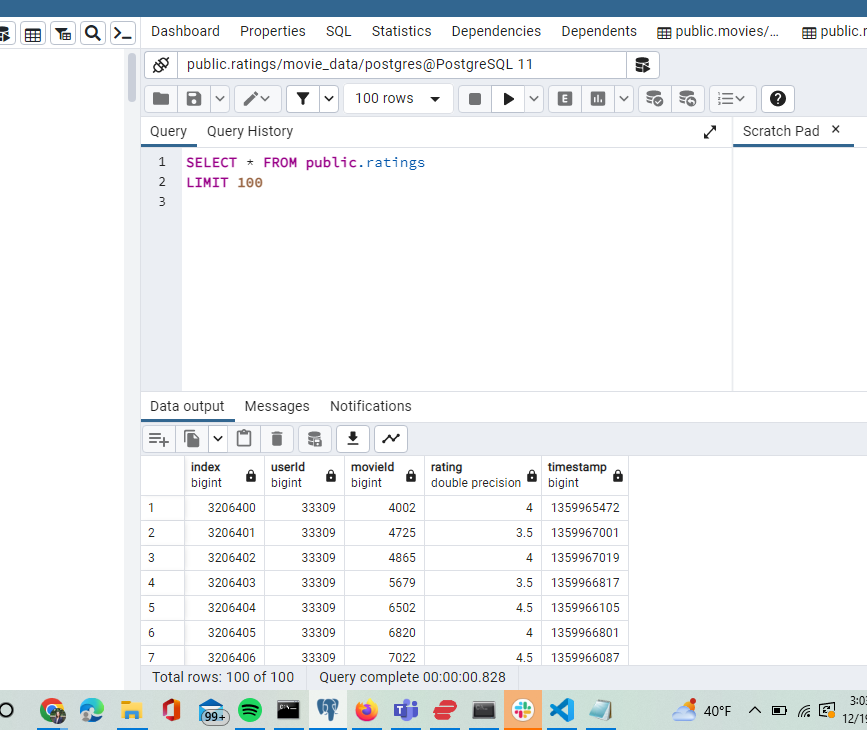 Dashboard Properties SQL Statistics Dependencies Dependents public.movies/... public.r
public.ratings/movie_data/postgres@PostgreSQL 11
100 rows E
Query Query History Scratch Pad
1 SELECT * FROM public.ratings
2 LIMIT 100
3
Data output Messages Notifications
index userId movieId rating timestamp
bigint bigint bigint double precision bigint
1 3206400 33309 4002 4 1359965472
2 3206401 33309 4725 3.5 1359967001
3 3206402 33309 4865 4 1359967019
4 3206403 33309 5679 3.5 1359966817
5 3206404 33309 6502 4.5 1359966105
6 3206405 33309 6820 4 1359966801
7 3206406 33309 7022 4.5 1359966087
Total rows: 100 of 100 Query complete 00:00:00.828
99+ 40°F 3:0
12/1